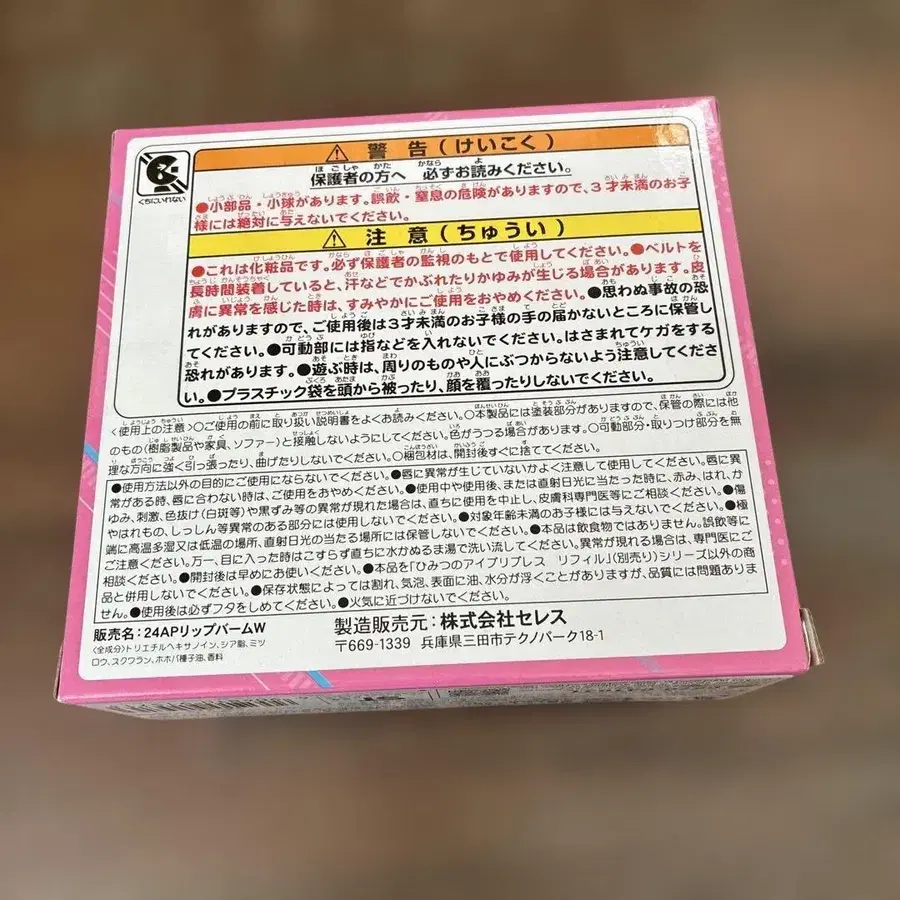 くちにいれない
⚠ 警告(けいこく)
保護者の方へ 必ずお読みください。
●小部品・小球があります。誤飲・窒息の危険がありますので、3才未満のお子
様には絶対に与えないでください。
⚠ 注意(ちゅうい)
●これは化粧品です。必ず保護者の監視のもとで使用してください。●ベルトを
長時間装着していると、汗などでかぶれたりかゆみが生じる場合があります。皮
膚に異常を感じた時は、すみやかにご使用をおやめください。●思わぬ事故の恐
れがありますので、ご使用後は3才未満のお子様の手の届かないところに保管し
てください。●可動部には指などを入れないでください。はさまれてケガをする
恐れがあります。●遊ぶ時は、周りのものや人にぶつからないよう注意してくださ
い。●プラスチック袋を頭から被ったり、顔を覆ったりしないでください。
〈使用上の注意〉○ご使用の前に取り扱い説明書をよくお読みください。○本製品には塗装部分がありますので、保管の際には他
のもの(樹脂製品や家具、ソファー)と接触しないようにしてください。色がうつる場合があります。○可動部分・取りつけ部分を無
理な方向に強く引っ張ったり、曲げたりしないでください。○梱包材は、開封後すぐに捨ててください。
●使用方法以外の目的にご使用にならないでください。●唇に異常が生じていないかよく注意して使用してください。唇に異
常がある時、唇に合わない時は、ご使用をおやめください。●使用中や使用後、または直射日光に当たった時に、赤み、はれ、か
ゆみ、刺激、色抜け(白斑等)や黒ずみ等の異常が現れた場合は、直ちに使用を中止し、皮膚科専門医等にご相談ください。●傷
やはれもの、しっしん等異常のある部分には使用しないでください。●対象年齢未満のお子様には与えないでください。●極
端に高温多湿又は低温の場所、直射日光の当たる場所には保管しないでください。●本品は飲食物ではありません。誤飲等に
ご注意ください。万一、目に入った時はこすらず直ちに水かぬるま湯で洗い流してください。異常が現れる場合は、専門医にご
相談ください。●開封後は早めにお使いください。●本品を「ひみつのアイプリブレス リフィル」(別売り)シリーズ以外の商
品と併用しないでください。●保存状態によっては割れ、気泡、表面に油、水分が浮くことがありますが、品質には問題ありま
せん。●使用後は必ずフタをしめてください。●火気に近づけないでください。
販売名:24APリップバームW
〈全成分〉トリエチルヘキサノイン、シア脂、ミツ
ロウ、スクワラン、ホホバ種子油、香料
製造販売元:株式会社セレス
〒669-1339 兵庫県三田市テクノパーク18-1